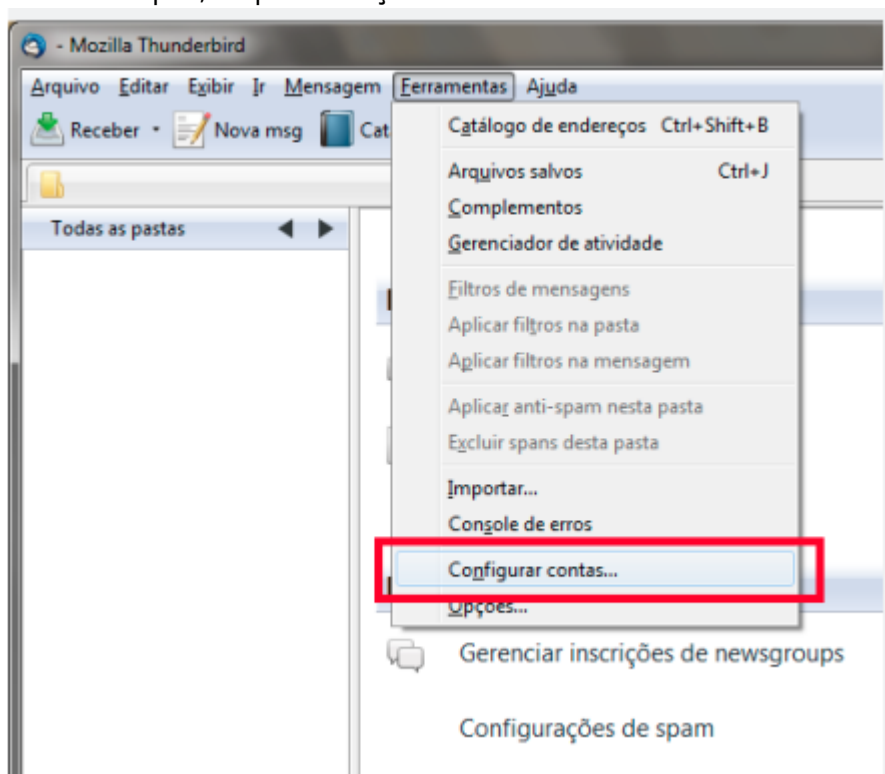 - Mozilla Thunderbird
Arquivo Editar Exibir Ir Mensagem Ferramentas Ajuda
Receber Nova msg Cat
Catálogo de endereços Ctrl+Shift+B
Arquivos salvos Ctrl+J
Complementos
Gerenciador de atividade
Todas as pastas
Filtros de mensagens
Aplicar filtros na pasta
Aplicar filtros na mensagem
Aplicar anti-spam nesta pasta
Excluir spans desta pasta
Importar...
Console de erros
Configurar contas...
Opções...
Gerenciar inscrições de newsgroups
Configurações de spam